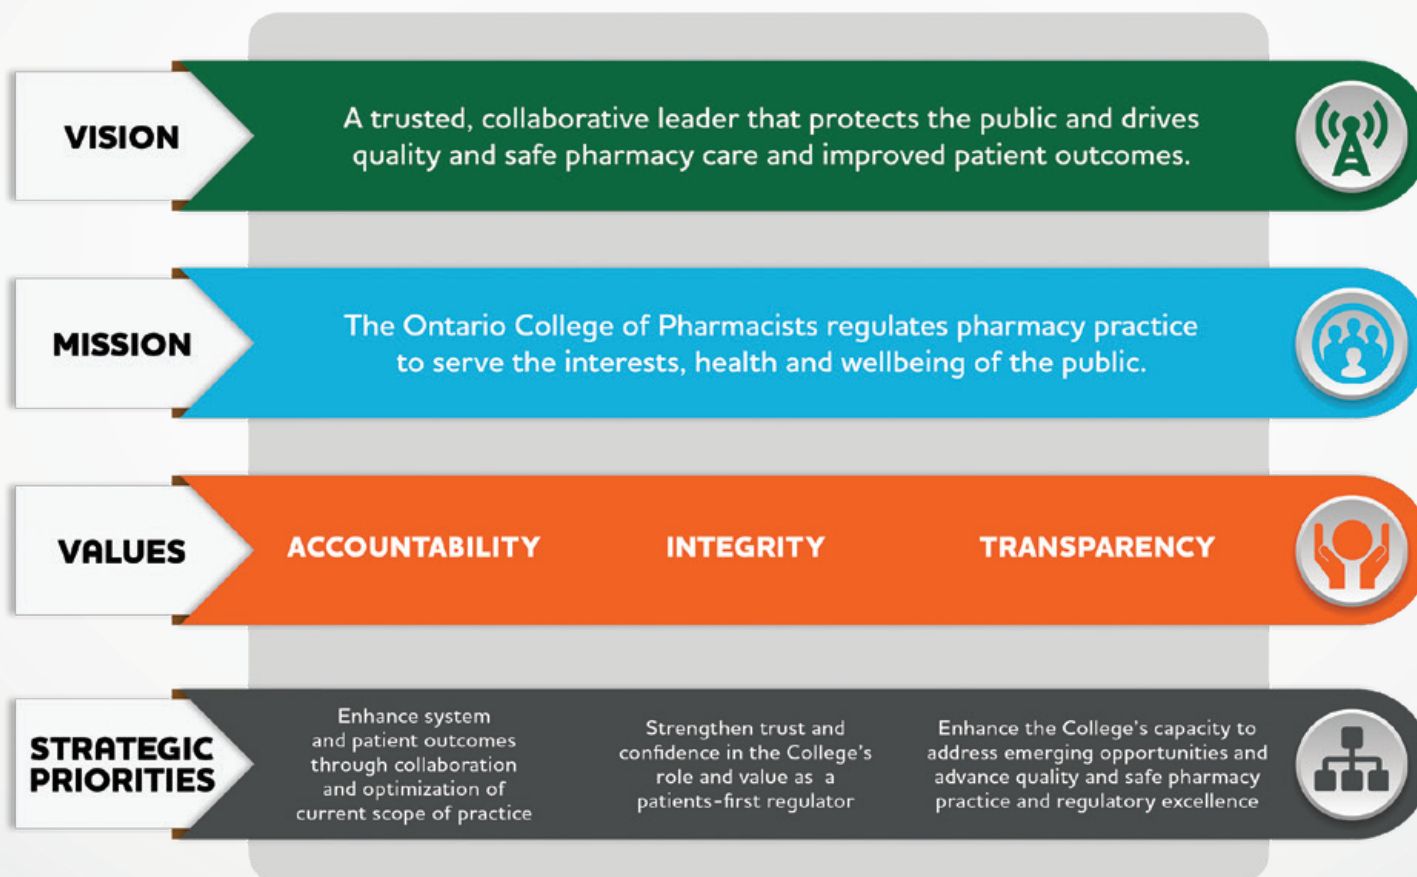 VISION
A trusted, collaborative leader that protects the public and drives
quality and safe pharmacy care and improved patient outcomes.
MISSION
The Ontario College of Pharmacists regulates pharmacy practice
to serve the interests, health and wellbeing of the public.
VALUES
ACCOUNTABILITY
INTEGRITY
TRANSPARENCY
STRATEGIC
PRIORITIES
Enhance system
and patient outcomes
through collaboration
and optimization of
current scope of practice
Strengthen trust and
confidence in the College's
role and value as a
patients-first regulator
Enhance the College's capacity to
address emerging opportunities and
advance quality and safe pharmacy
practice and regulatory excellence